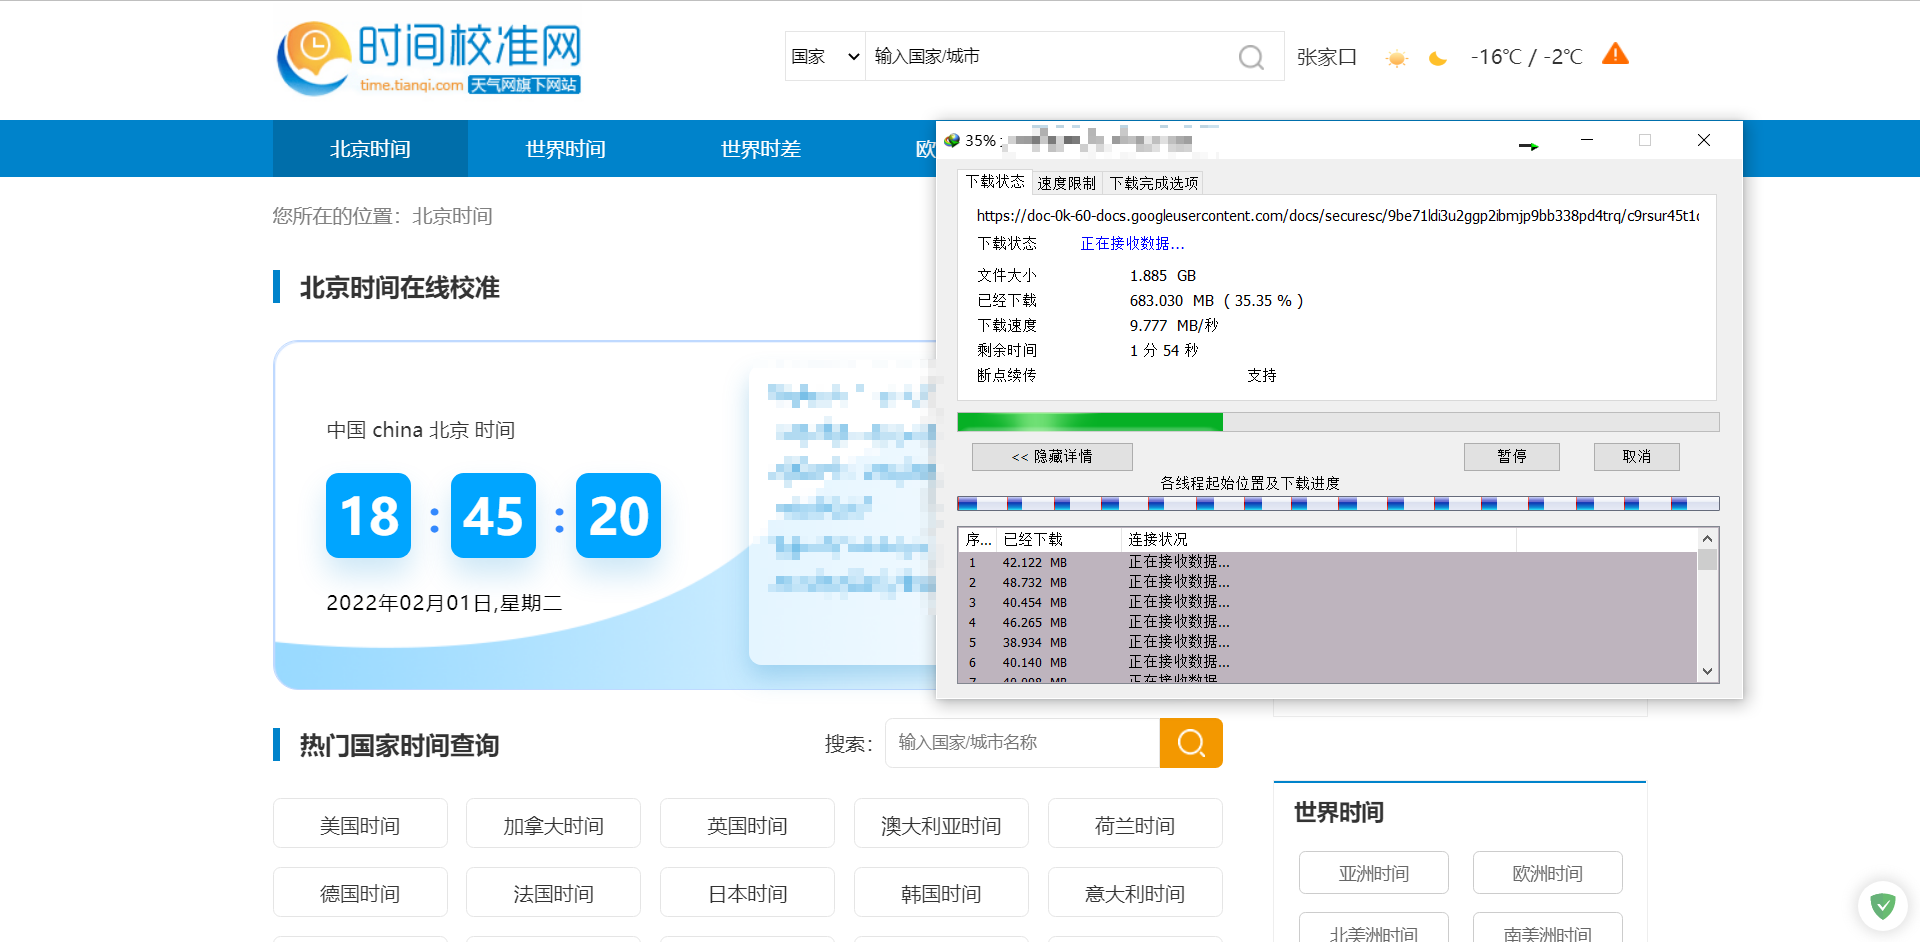 时间校准网
time.tianqi.com 天气网旗下网站
国家 输入国家/城市
张家口 -16℃ / -2℃
北京时间 世界时间 世界时差 欧
您所在的位置：北京时间
北京时间在线校准
中国 china 北京 时间
18 : 45 : 20
2022年02月01日,星期二
35%
下载状态 速度限制 下载完成选项
https://doc-0k-60-docs.googleusercontent.com/docs/securesc/9be71ldi3u2ggp2ibmjp9bb338pd4trq/c9rsur45t1
下载状态 正在接收数据...
文件大小 1.885 GB
已经下载 683.030 MB ( 35.35 % )
下载速度 9.777 MB/秒
剩余时间 1 分 54 秒
断点续传 支持
<< 隐藏详情 暂停 取消
各线程起始位置及下载进度
序... 已经下载 连接状况
1 42.122 MB 正在接收数据...
2 48.732 MB 正在接收数据...
3 40.454 MB 正在接收数据...
4 46.265 MB 正在接收数据...
5 38.934 MB 正在接收数据...
6 40.140 MB 正在接收数据...
7 MB 正在接收数据
热门国家时间查询
搜索： 输入国家/城市名称
美国时间 加拿大时间 英国时间 澳大利亚时间 荷兰时间
德国时间 法国时间 日本时间 韩国时间 意大利时间
世界时间
亚洲时间 欧洲时间
北美洲时间 南美洲时间